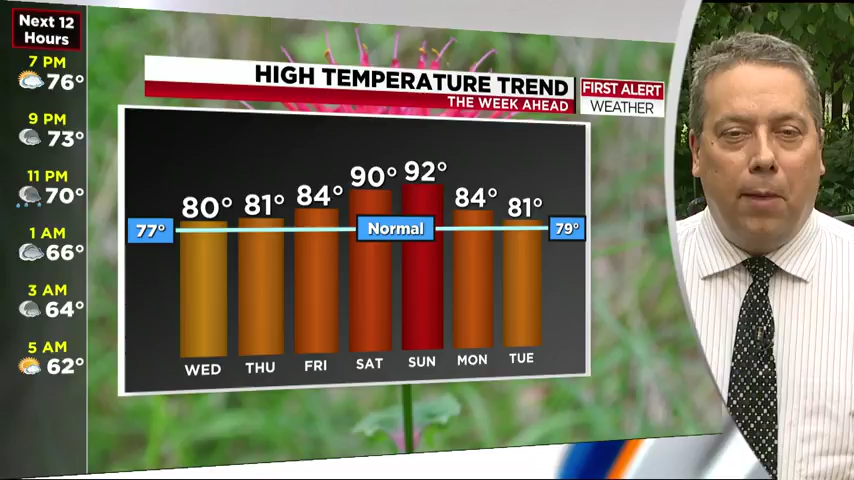 Next 12
Hours
7 PM
76°
9 PM
73°
11 PM
70°
1 AM
66°
3 AM
64°
5 AM
62°
HIGH TEMPERATURE TREND
THE WEEK AHEAD
FIRST ALERT
WEATHER
80° 81° 84° 90° 92° 84° 81°
77° Normal 79°
WED THU FRI SAT SUN MON TUE